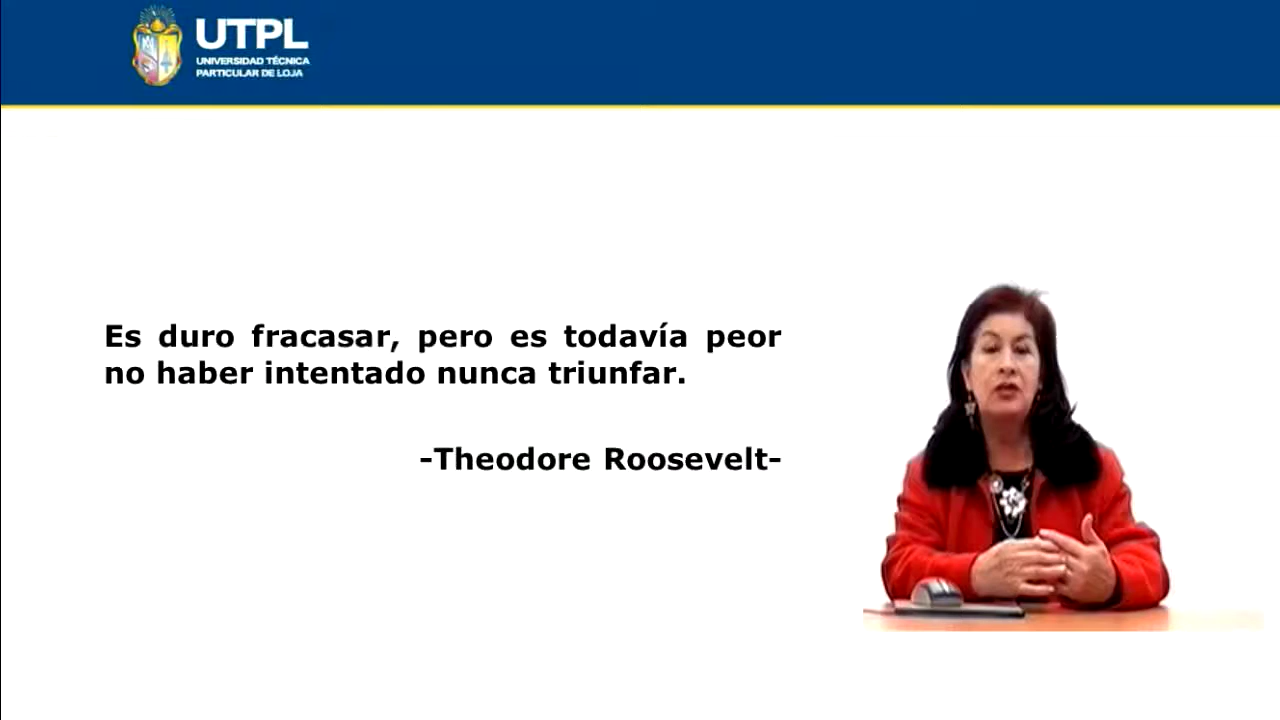 UTPL
UNIVERSIDAD TÉCNICA
PARTICULAR DE LOJA
Es duro fracasar, pero es todavía peor
no haber intentado nunca triunfar.
-Theodore Roosevelt-